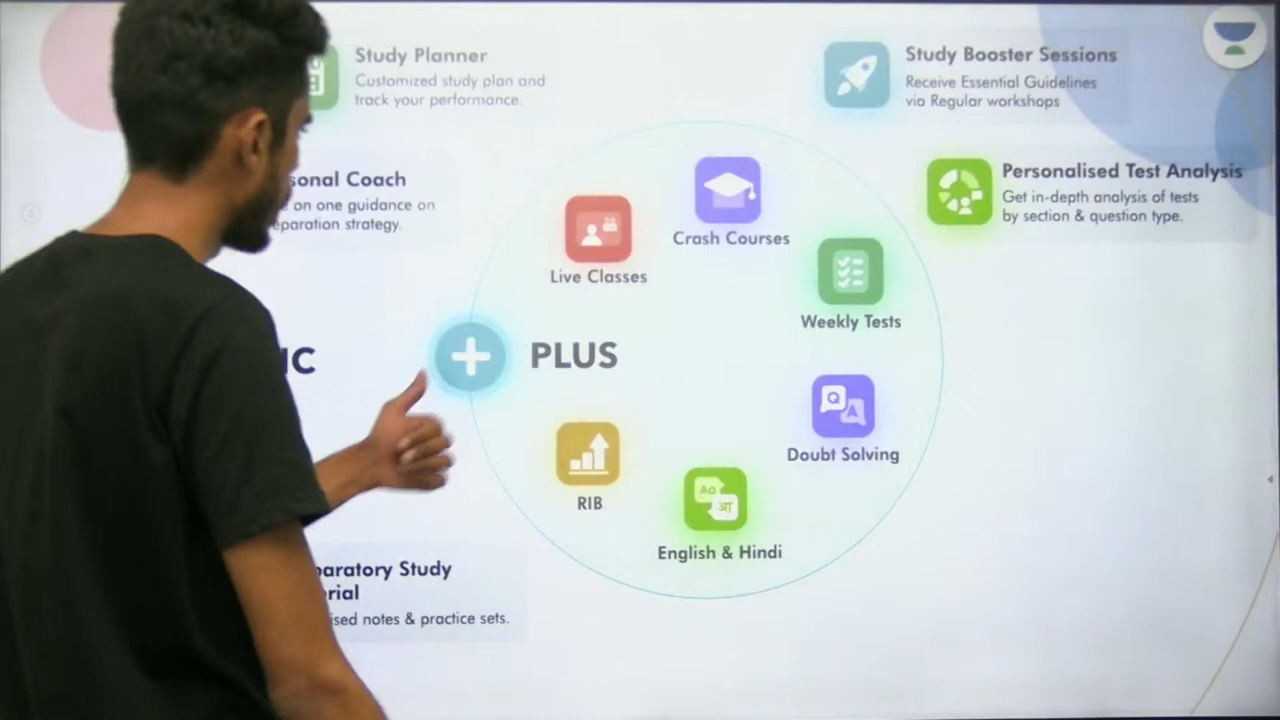 Study Planner
Customized study plan and
track your performance.
Study Booster Sessions
Receive Essential Guidelines
via Regular workshops
sonal Coach
on one guidance on
eparation strategy.
Personalised Test Analysis
Get in-depth analysis of tests
by section & question type.
Live Classes
Crash Courses
Weekly Tests
IC
PLUS
Q
A
Doubt Solving
RIB
Aa
आ
English & Hindi
paratory Study
rial
ised notes & practice sets.